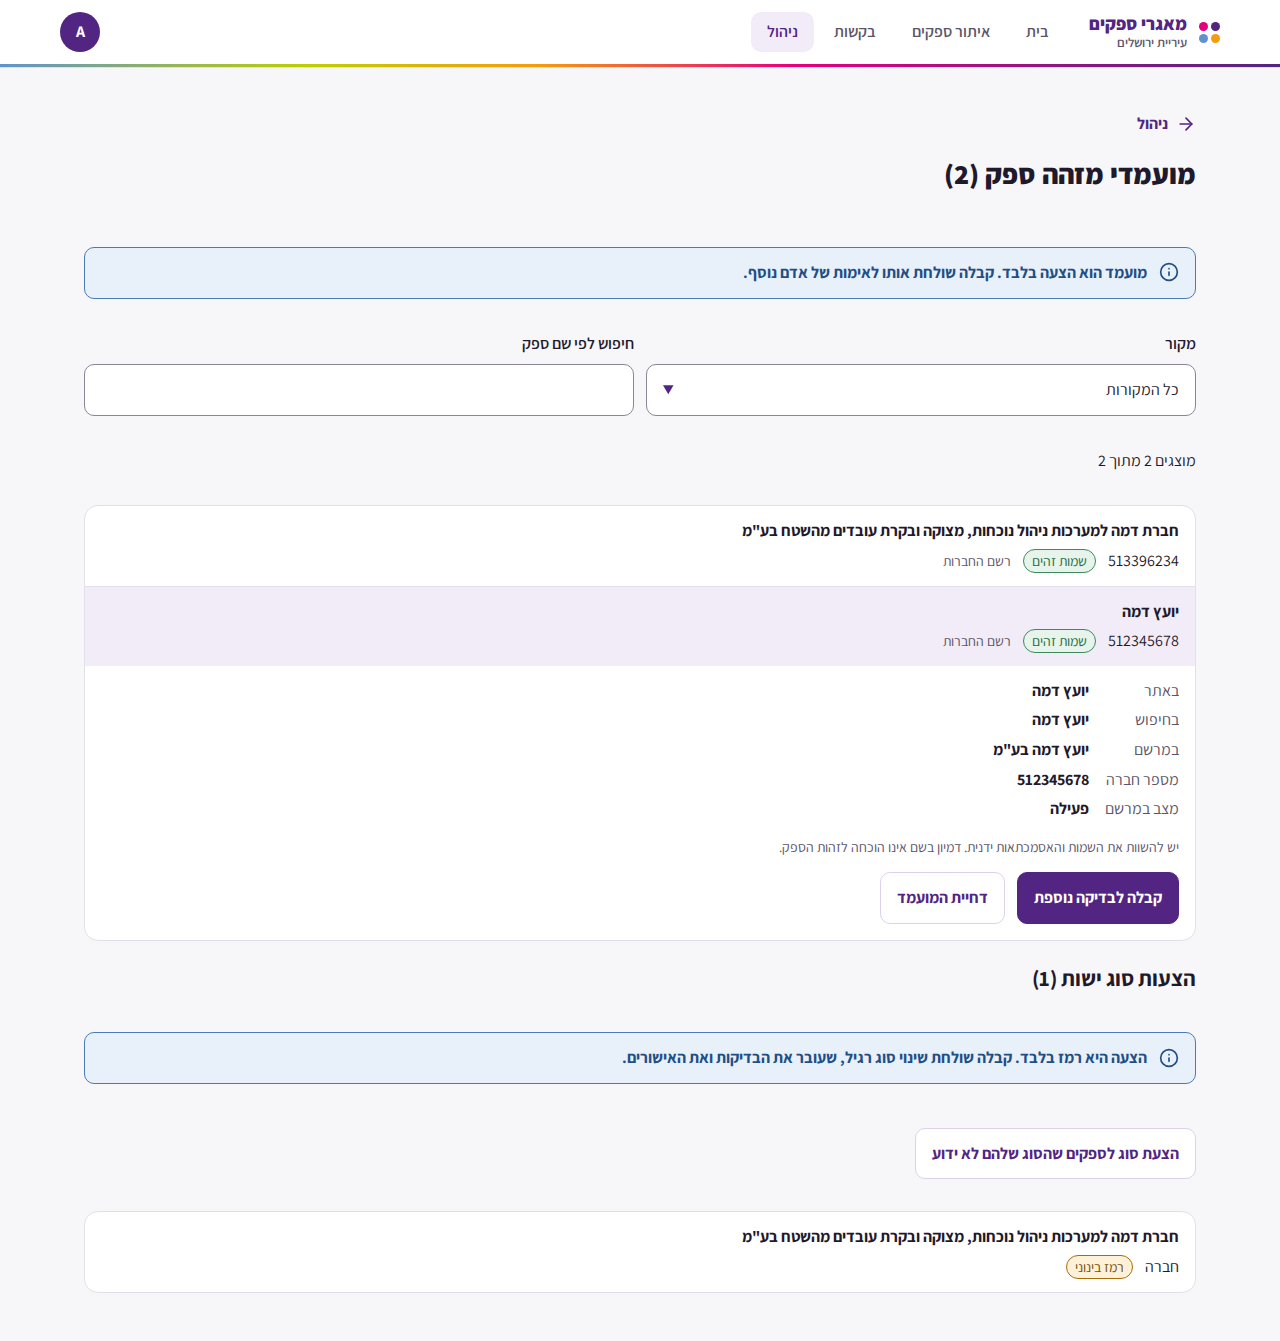 מאגרי ספקים
עיריית ירושלים
בית
איתור ספקים
בקשות
ניהול
A
ניהול
מועמדי מזהה ספק (2)
מועמד הוא הצעה בלבד. קבלה שולחת אותו לאימות של אדם נוסף.
מקור
חיפוש לפי שם ספק
כל המקורות
מוצגים 2 מתוך 2
חברת דמה למערכות ניהול נוכחות, מצוקה ובקרת עובדים מהשטח בע"מ
513396234 שמות זהים רשם החברות
יועץ דמה
512345678 שמות זהים רשם החברות
באתר יועץ דמה
בחיפוש יועץ דמה
במרשם יועץ דמה בע"מ
מספר חברה 512345678
מצב במרשם פעילה
יש להשוות את השמות והאסמכתאות ידנית. דמיון בשם אינו הוכחה לזהות הספק.
קבלה לבדיקה נוספת
דחיית המועמד
הצעות סוג ישות (1)
הצעה היא רמז בלבד. קבלה שולחת שינוי סוג רגיל, שעובר את הבדיקות ואת האישורים.
הצעת סוג לספקים שהסוג שלהם לא ידוע
חברת דמה למערכות ניהול נוכחות, מצוקה ובקרת עובדים מהשטח בע"מ
חברה רמז בינוני